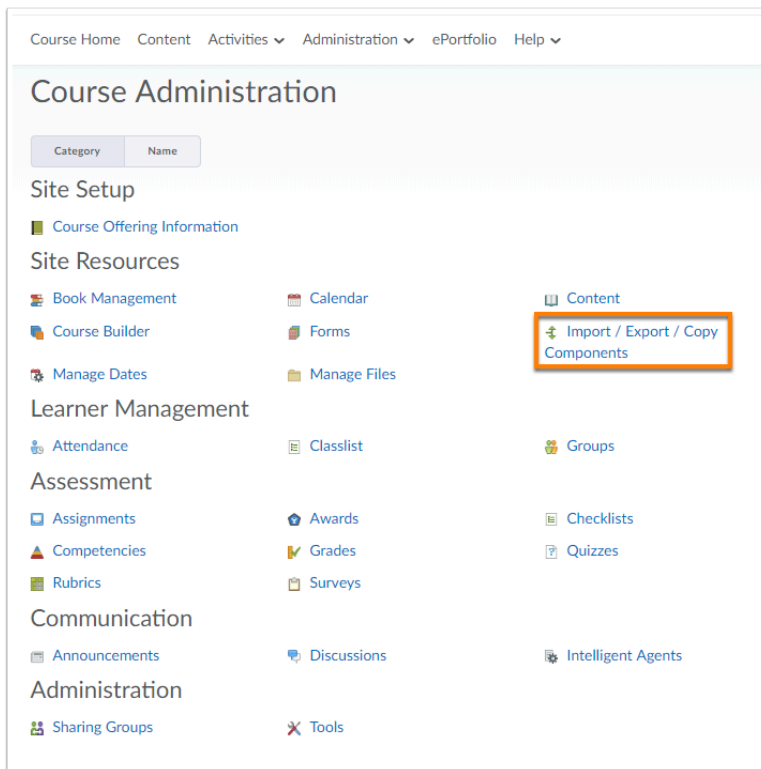 Course Home Content Activities Administration ePortfolio Help
Course Administration
Category Name
Site Setup
Course Offering Information
Site Resources
Book Management Calendar Content
Course Builder Forms Import / Export / Copy
Components
Manage Dates Manage Files
Learner Management
Attendance Classlist Groups
Assessment
Assignments Awards Checklists
Competencies Grades Quizzes
Rubrics Surveys
Communication
Announcements Discussions Intelligent Agents
Administration
Sharing Groups Tools